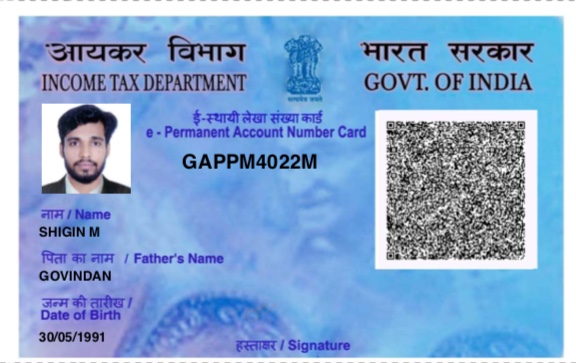 आयकर विभाग
INCOME TAX DEPARTMENT
भारत सरकार
GOVT. OF INDIA
सत्यमेव जयते
ई-स्थायी लेखा संख्या कार्ड
e - Permanent Account Number Card
GAPPM4022M
नाम / Name
SHIGIN M
पिता का नाम / Father's Name
GOVINDAN
जन्म की तारीख /
Date of Birth
30/05/1991
हस्ताक्षर / Signature